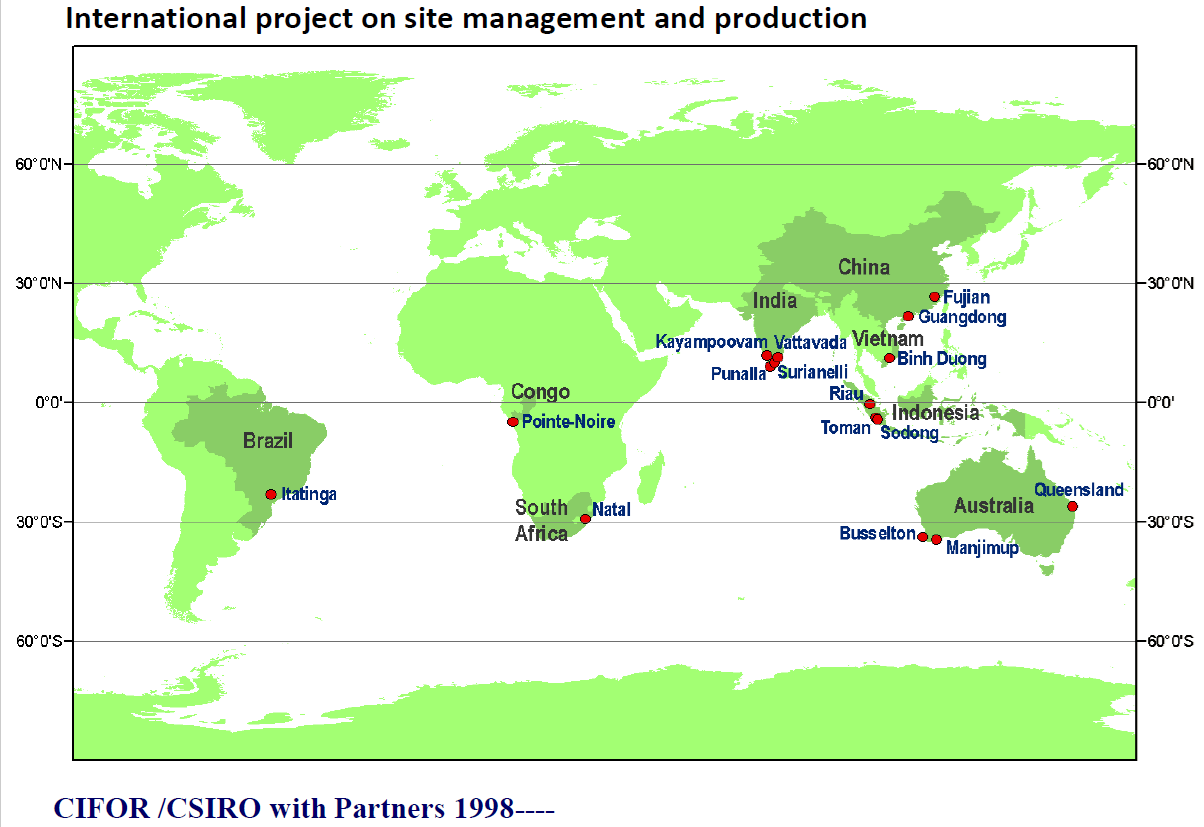 International project on site management and production
60°0'N
60°0'N
China
30°0'N
30°0'N
India
Fujian
Guangdong
Kayampoovam
Vattavada
Vietnam
Binh Duong
Punalla
Surianelli
Riau
Congo
0°0'
0°0'
Indonesia
Pointe-Noire
Toman
Sodong
Brazil
Itatinga
Queensland
South
Africa
Natal
Australia
30°0'S
30°0'S
Busselton
Manjimup
60°0'S
60°0'S
CIFOR /CSIRO with Partners 1998----